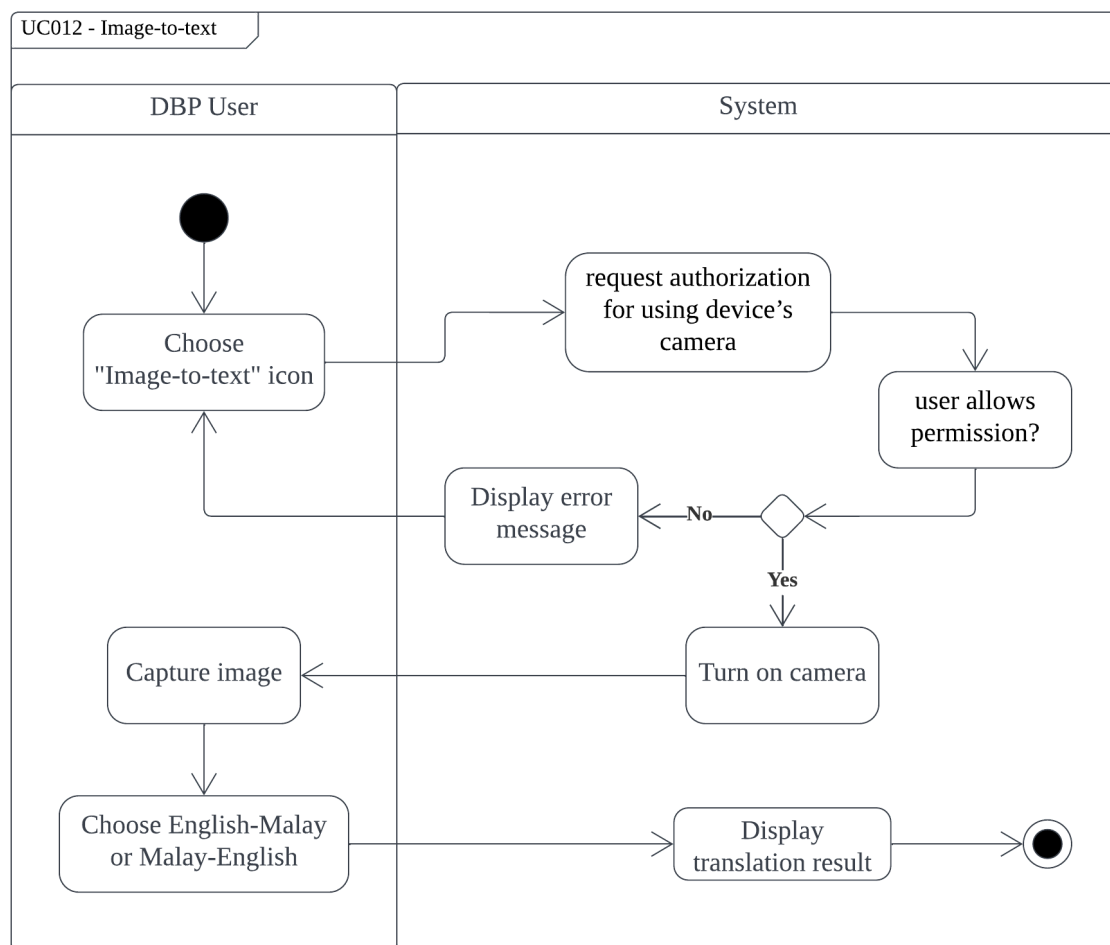 UC012 - Image-to-text
DBP User
System
request authorization
for using device’s
camera
Choose
"Image-to-text" icon
user allows
permission?
Display error
message
No
Yes
Capture image
Turn on camera
Choose English-Malay
or Malay-English
Display
translation result